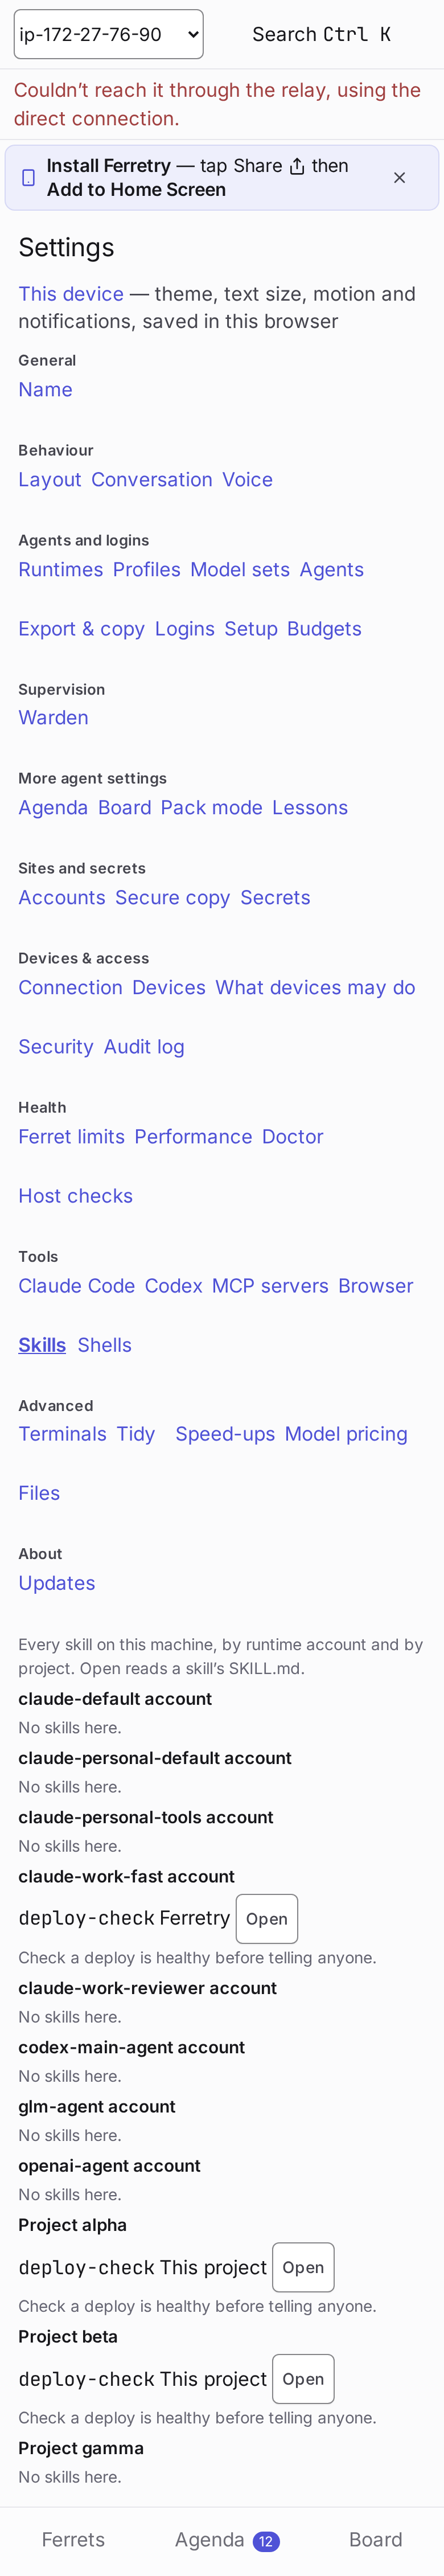 ip-172-27-76-90
Search Ctrl K
Couldn’t reach it through the relay, using the
direct connection.
Install Ferretry — tap Share then
Add to Home Screen
Settings
This device — theme, text size, motion and
notifications, saved in this browser
General
Name
Behaviour
Layout Conversation Voice
Agents and logins
Runtimes Profiles Model sets Agents
Export & copy Logins Setup Budgets
Supervision
Warden
More agent settings
Agenda Board Pack mode Lessons
Sites and secrets
Accounts Secure copy Secrets
Devices & access
Connection Devices What devices may do
Security Audit log
Health
Ferret limits Performance Doctor
Host checks
Tools
Claude Code Codex MCP servers Browser
Skills Shells
Advanced
Terminals Tidy Speed-ups Model pricing
Files
About
Updates
Every skill on this machine, by runtime account and by
project. Open reads a skill’s SKILL.md.
claude-default account
No skills here.
claude-personal-default account
No skills here.
claude-personal-tools account
No skills here.
claude-work-fast account
deploy-check Ferretry Open
Check a deploy is healthy before telling anyone.
claude-work-reviewer account
No skills here.
codex-main-agent account
No skills here.
glm-agent account
No skills here.
openai-agent account
No skills here.
Project alpha
deploy-check This project Open
Check a deploy is healthy before telling anyone.
Project beta
deploy-check This project Open
Check a deploy is healthy before telling anyone.
Project gamma
No skills here.
Ferrets Agenda 12 Board